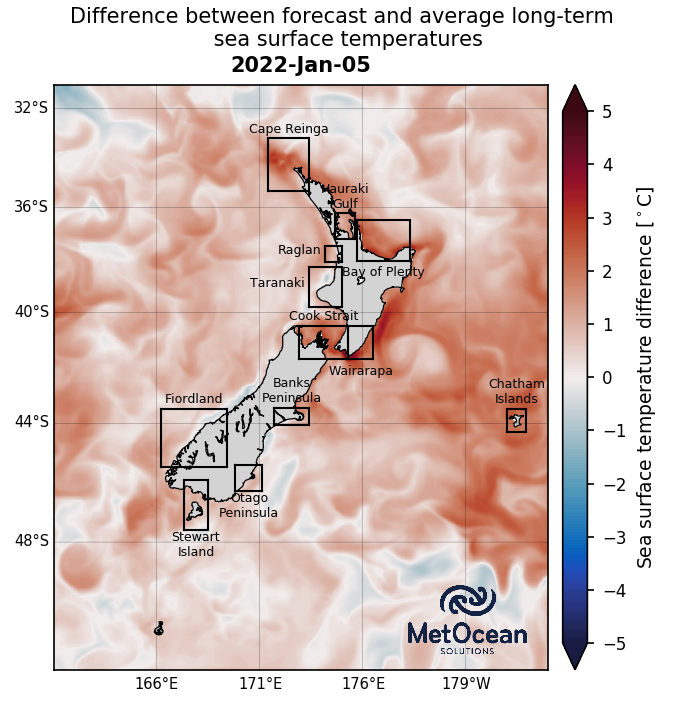 Difference between forecast and average long-term
sea surface temperatures
2022-Jan-05
32°S
36°S
40°S
44°S
48°S
Cape Reinga
Hauraki
Gulf
Raglan
Bay of Plenty
Taranaki
Cook Strait
Wairarapa
Banks
Peninsula
Chatham
Islands
Fiordland
Otago
Peninsula
Stewart
Island
MetOcean
SOLUTIONS
166°E
171°E
176°E
179°W
5
4
3
2
1
0
−1
−2
−3
−4
−5
Sea surface temperature difference [°C]